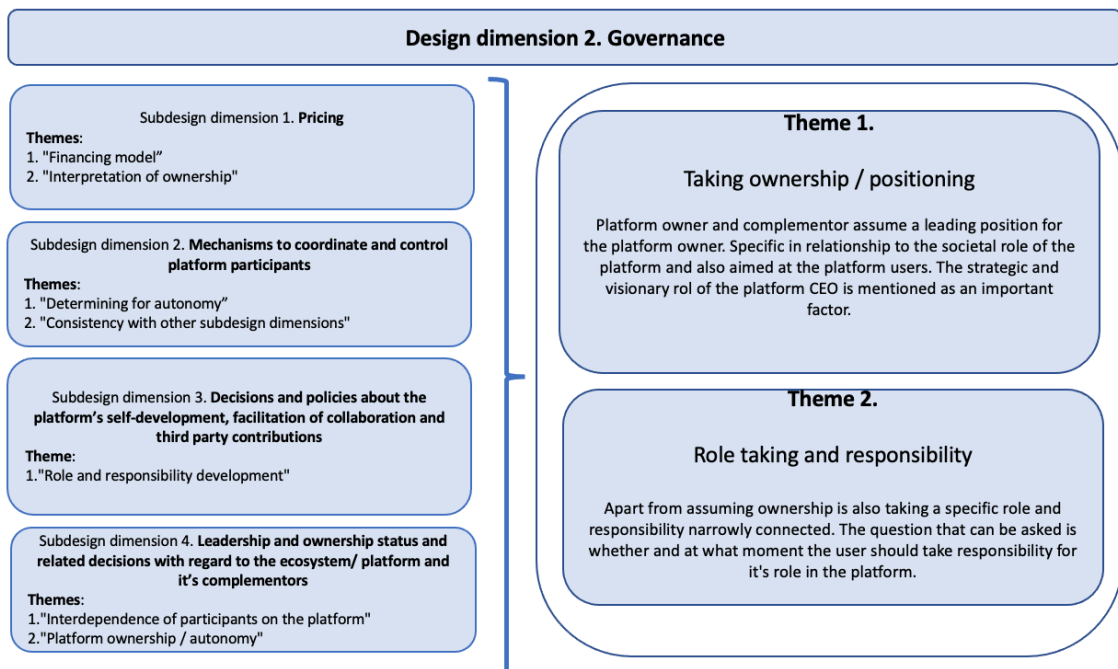 Design dimension 2. Governance
Subdesign dimension 1. Pricing
Themes:
1. "Financing model”
2. "Interpretation of ownership"
Subdesign dimension 2. Mechanisms to coordinate and control
platform participants
Themes:
1. "Determining for autonomy”
2. "Consistency with other subdesign dimensions"
Subdesign dimension 3. Decisions and policies about the
platform’s self-development, facilitation of collaboration and
third party contributions
Theme:
1."Role and responsibility development"
Subdesign dimension 4. Leadership and ownership status and
related decisions with regard to the ecosystem/ platform and
it’s complementors
Themes:
1."Interdependence of participants on the platform"
2."Platform ownership / autonomy"
Theme 1.
Taking ownership / positioning
Platform owner and complementor assume a leading position for
the platform owner. Specific in relationship to the societal role of
the platform and also aimed at the platform users. The strategic and
visionary rol of the platform CEO is mentioned as an important
factor.
Theme 2.
Role taking and responsibility
Apart from assuming ownership is also taking a specific role and
responsibility narrowly connected. The question that can be asked is
whether and at what moment the user should take responsibility for
it's role in the platform.